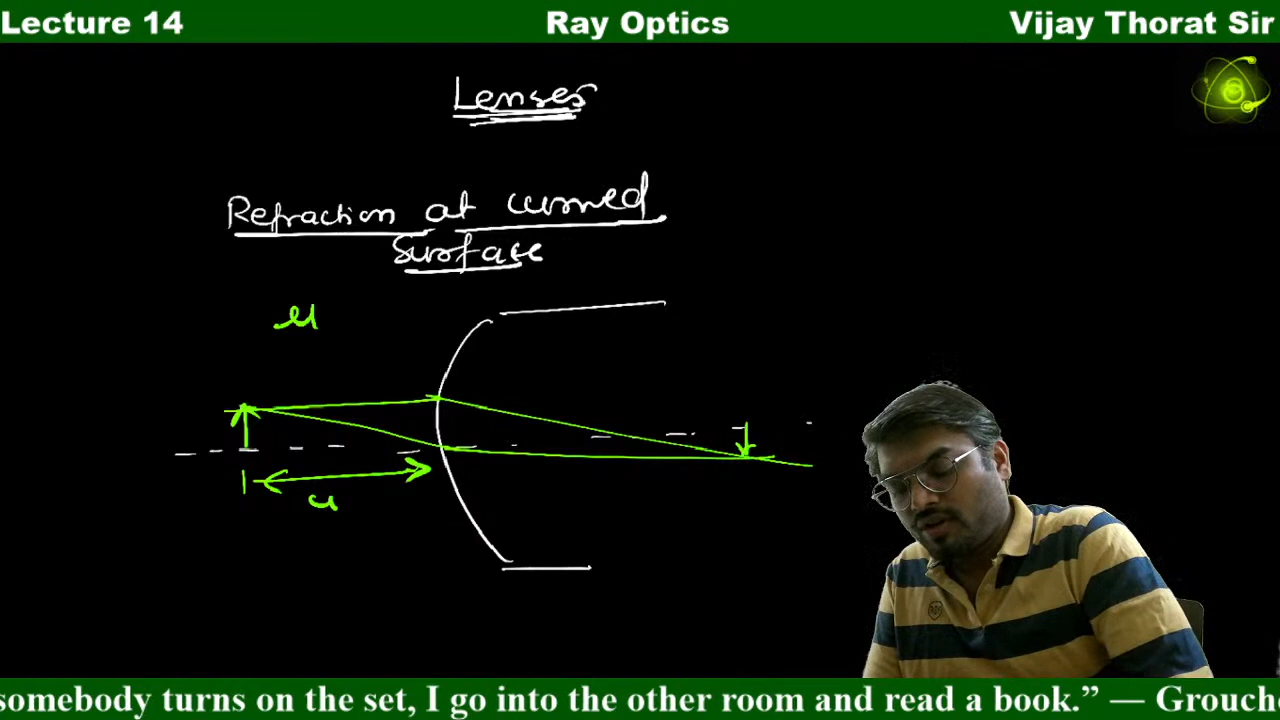 Lecture 14 Ray Optics Vijay Thorat Sir
Lenses
Refraction at curved
Surface
μ
u
somebody turns on the set, I go into the other room and read a book.” — Groucho